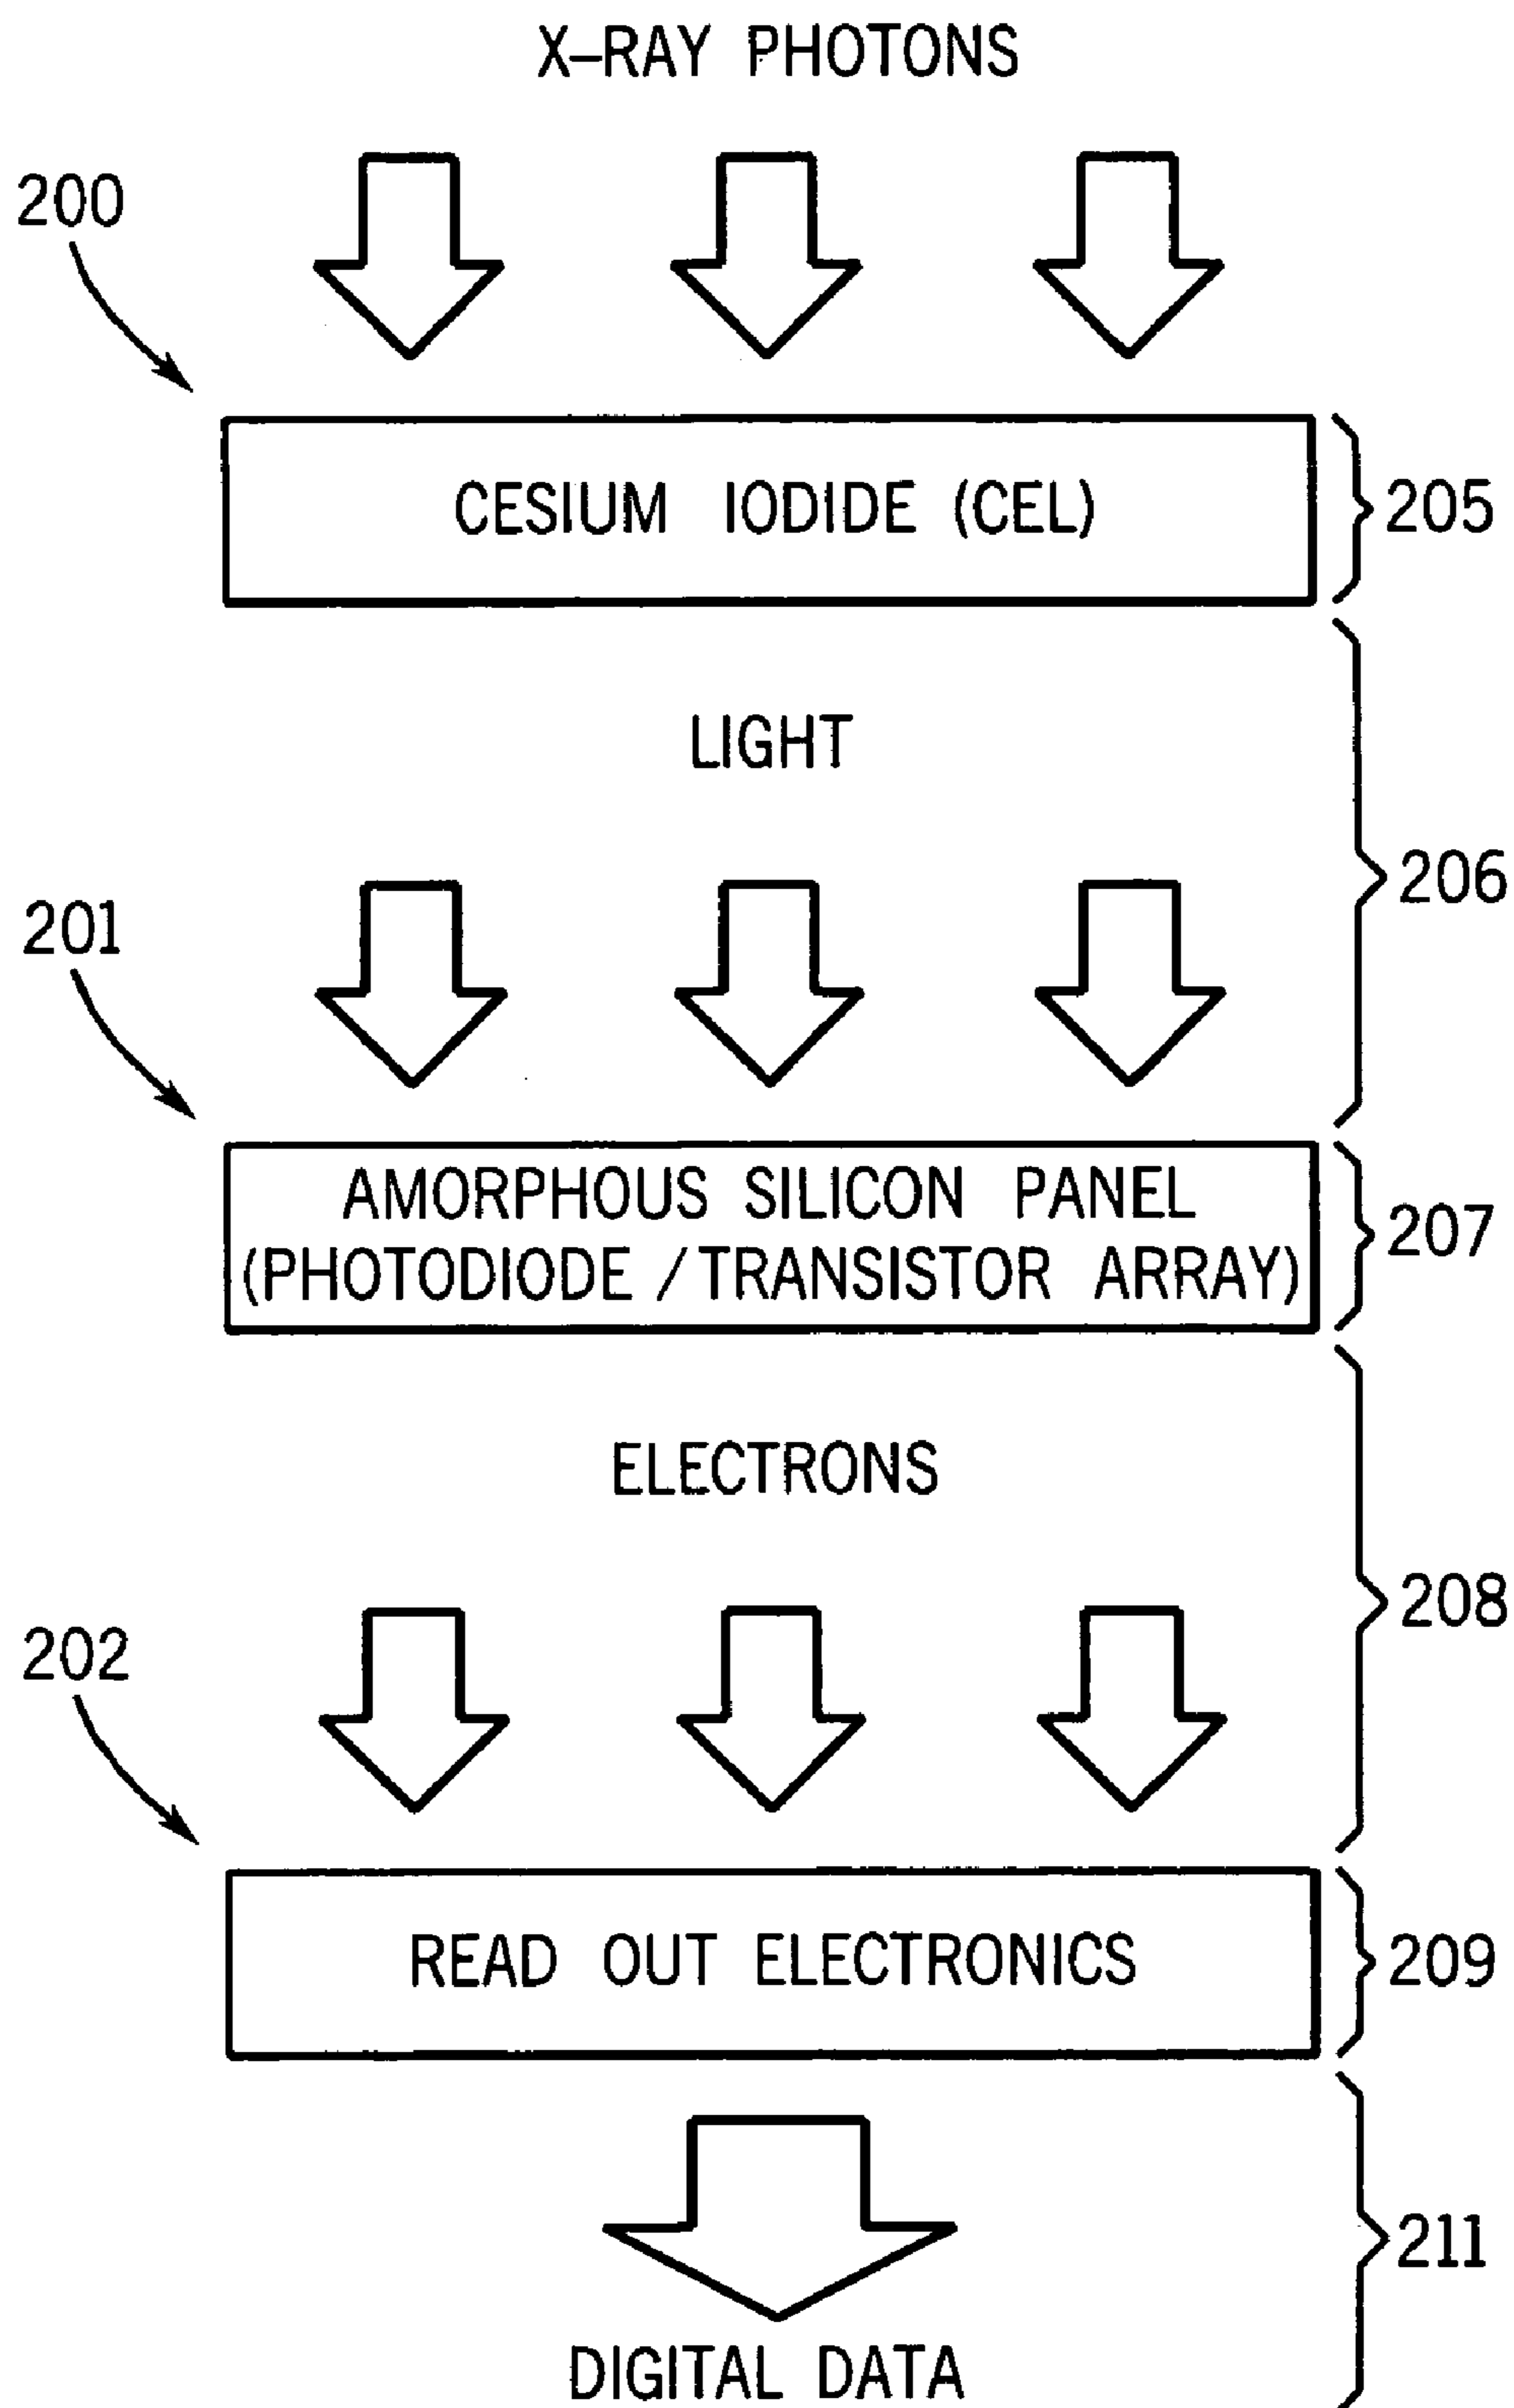 X-RAY PHOTONS
200
CESIUM IODIDE (CEL)
205
LIGHT
206
201
AMORPHOUS SILICON PANEL
(PHOTODIODE /TRANSISTOR ARRAY)
207
ELECTRONS
208
202
READ OUT ELECTRONICS
209
211
DIGITAL DATA